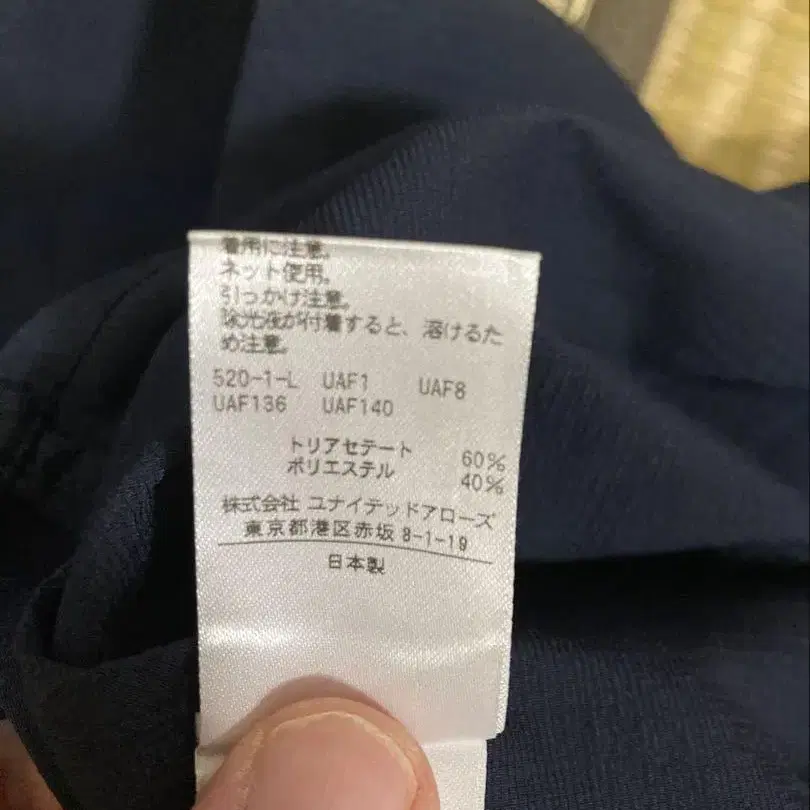 着用に注意。
ネット使用。
引っかけ注意。
除光液が付着すると、溶けるた
め注意。
520-1-L UAF1 UAF8
UAF136 UAF140
トリアセテート 60%
ポリエステル 40%
株式会社 ユナイテッドアローズ
東京都港区赤坂 8-1-19
日本製